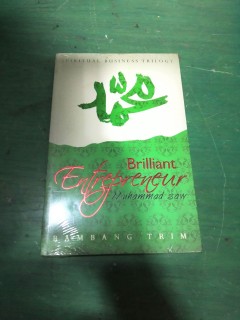 SPIRITUAL BUSINESS TRILOGY
محمد
Brilliant
Entrepreneur
Muhammad saw
BAMBANG TRIM